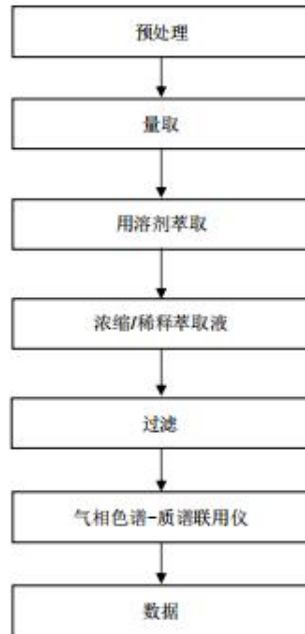 预处理
量取
用溶剂萃取
浓缩/稀释萃取液
过滤
气相色谱-质谱联用仪
数据